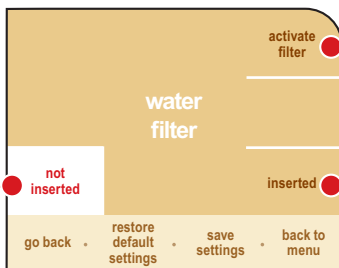 activate
filter
water
filter
not
inserted
inserted
go back
restore
default
settings
save
settings
back to
menu